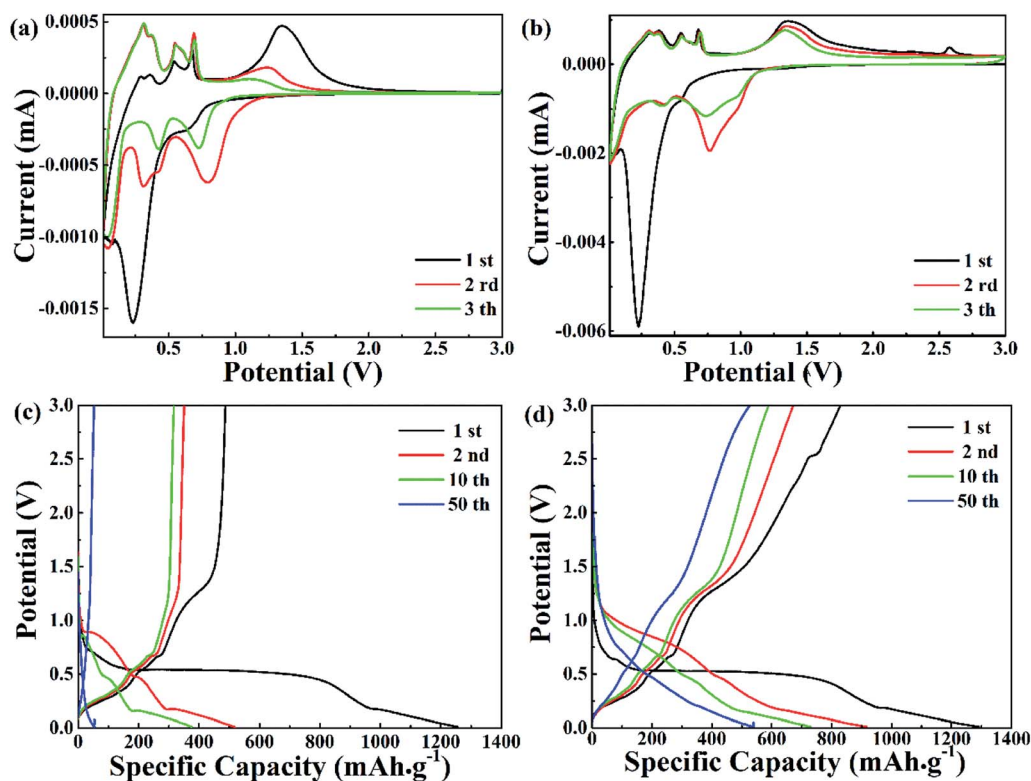 (a)
0.0005
0.0000
-0.0005
-0.0010
-0.0015
Current (mA)
0.5 1.0 1.5 2.0 2.5 3.0
Potential (V)
1 st
2 rd
3 th
(b)
0.000
-0.002
-0.004
-0.006
Current (mA)
0.5 1.0 1.5 2.0 2.5 3.0
Potential (V)
1 st
2 rd
3 th
(c)
3.0
2.5
2.0
1.5
1.0
0.5
0.0
Potential (V)
0 200 400 600 800 1000 1200 1400
Specific Capacity (mAh·g-1)
1 st
2 nd
10 th
50 th
(d)
3.0
2.5
2.0
1.5
1.0
0.5
0.0
Potential (V)
0 200 400 600 800 1000 1200 1400
Specific Capacity (mAh·g-1)
1 st
2 nd
10 th
50 th